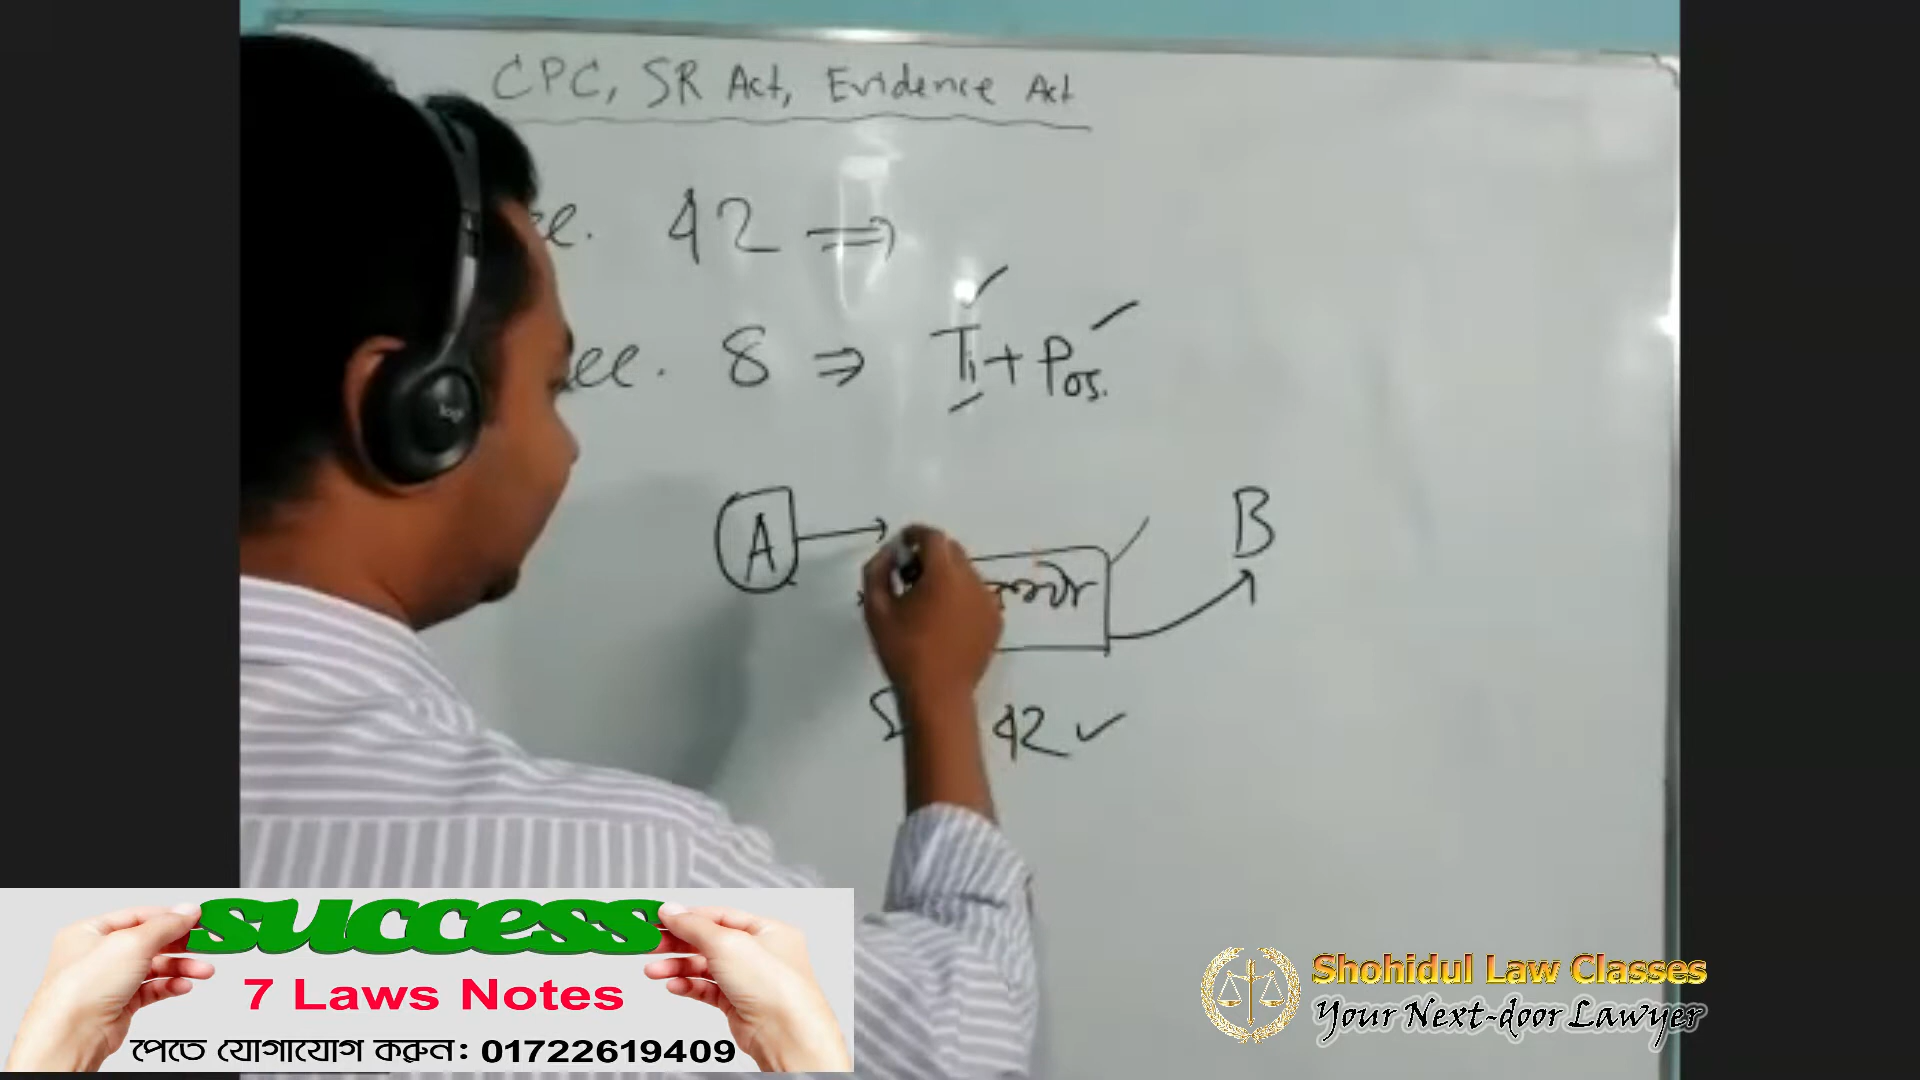 CPC, SR Act, Evidence Act
42 ⇒
8 ⇒ Ti + Pos.
A
B
42 ✓
success
7 Laws Notes
পেতে যোগাযোগ করুন: 01722619409
Shohidul Law Classes
Your Next-door Lawyer
logi